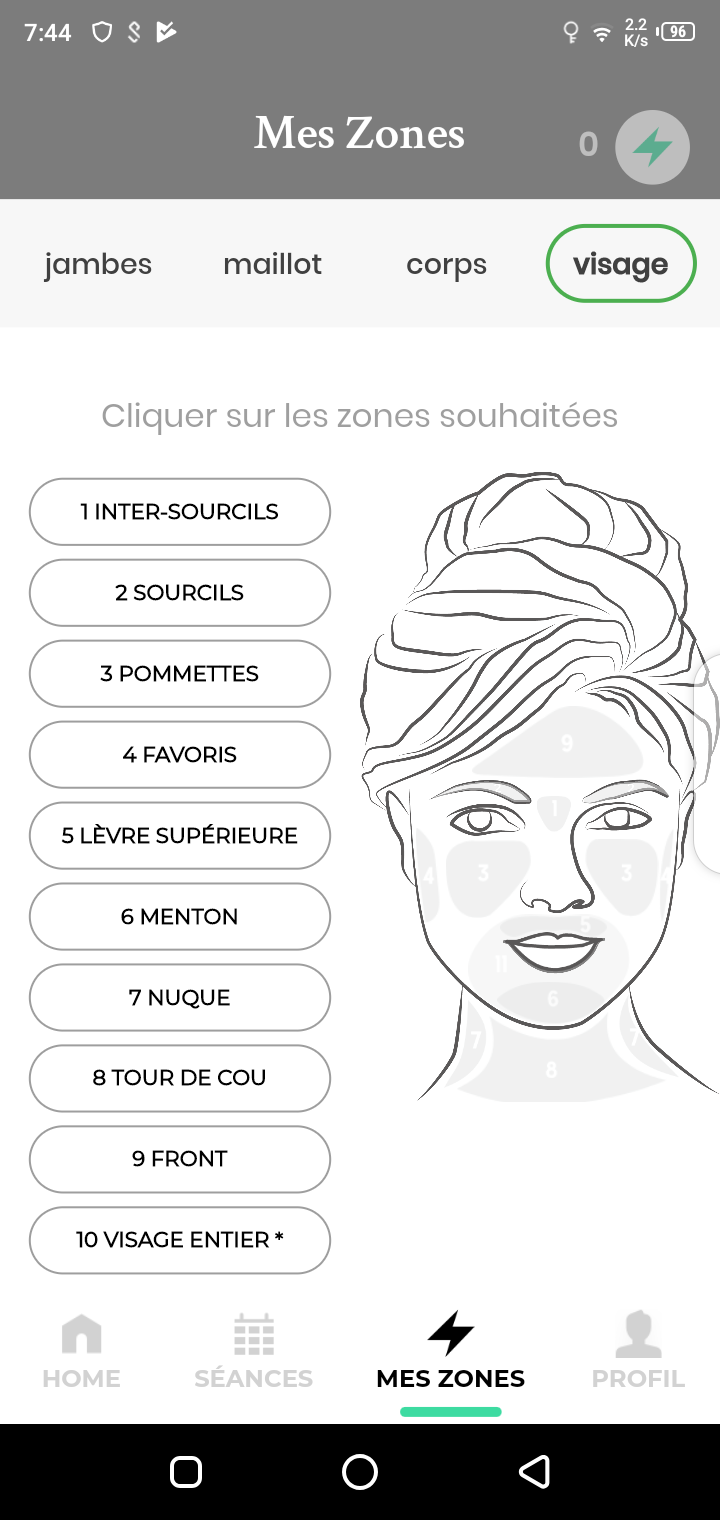 7:44
2.2
K/s
96
Mes Zones
0
jambes maillot corps visage
Cliquer sur les zones souhaitées
1 INTER-SOURCILS
2 SOURCILS
3 POMMETTES
4 FAVORIS
5 LÈVRE SUPÉRIEURE
6 MENTON
7 NUQUE
8 TOUR DE COU
9 FRONT
10 VISAGE ENTIER *
9
1
4 3 3 4
5
11
6
7 7
8
HOME SÉANCES MES ZONES PROFIL